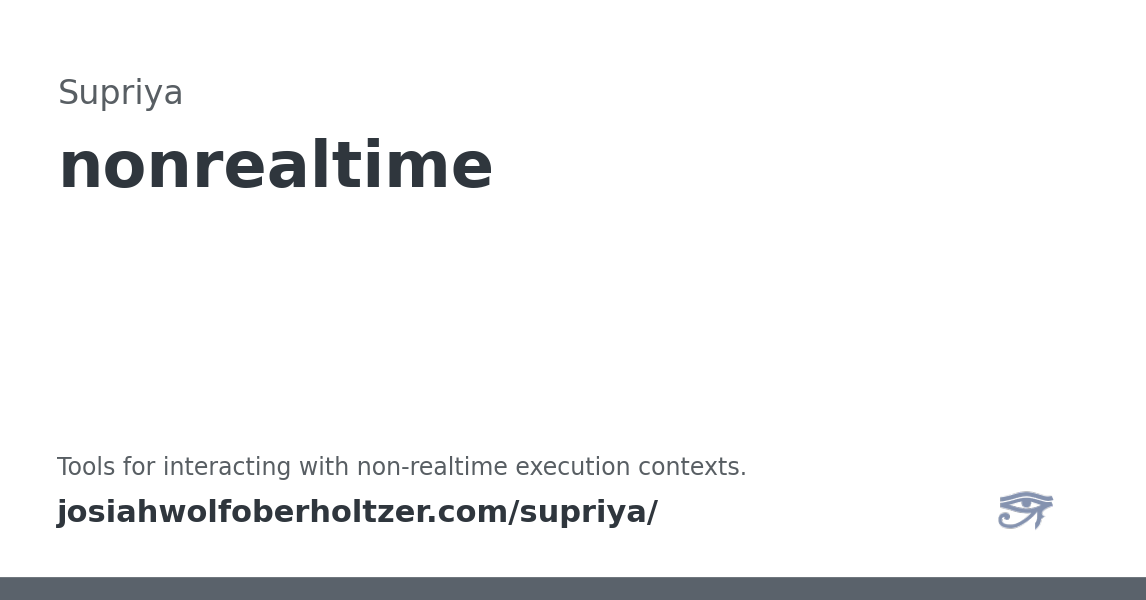 Supriya
nonrealtime
Tools for interacting with non-realtime execution contexts.
josiahwolfoberholtzer.com/supriya/